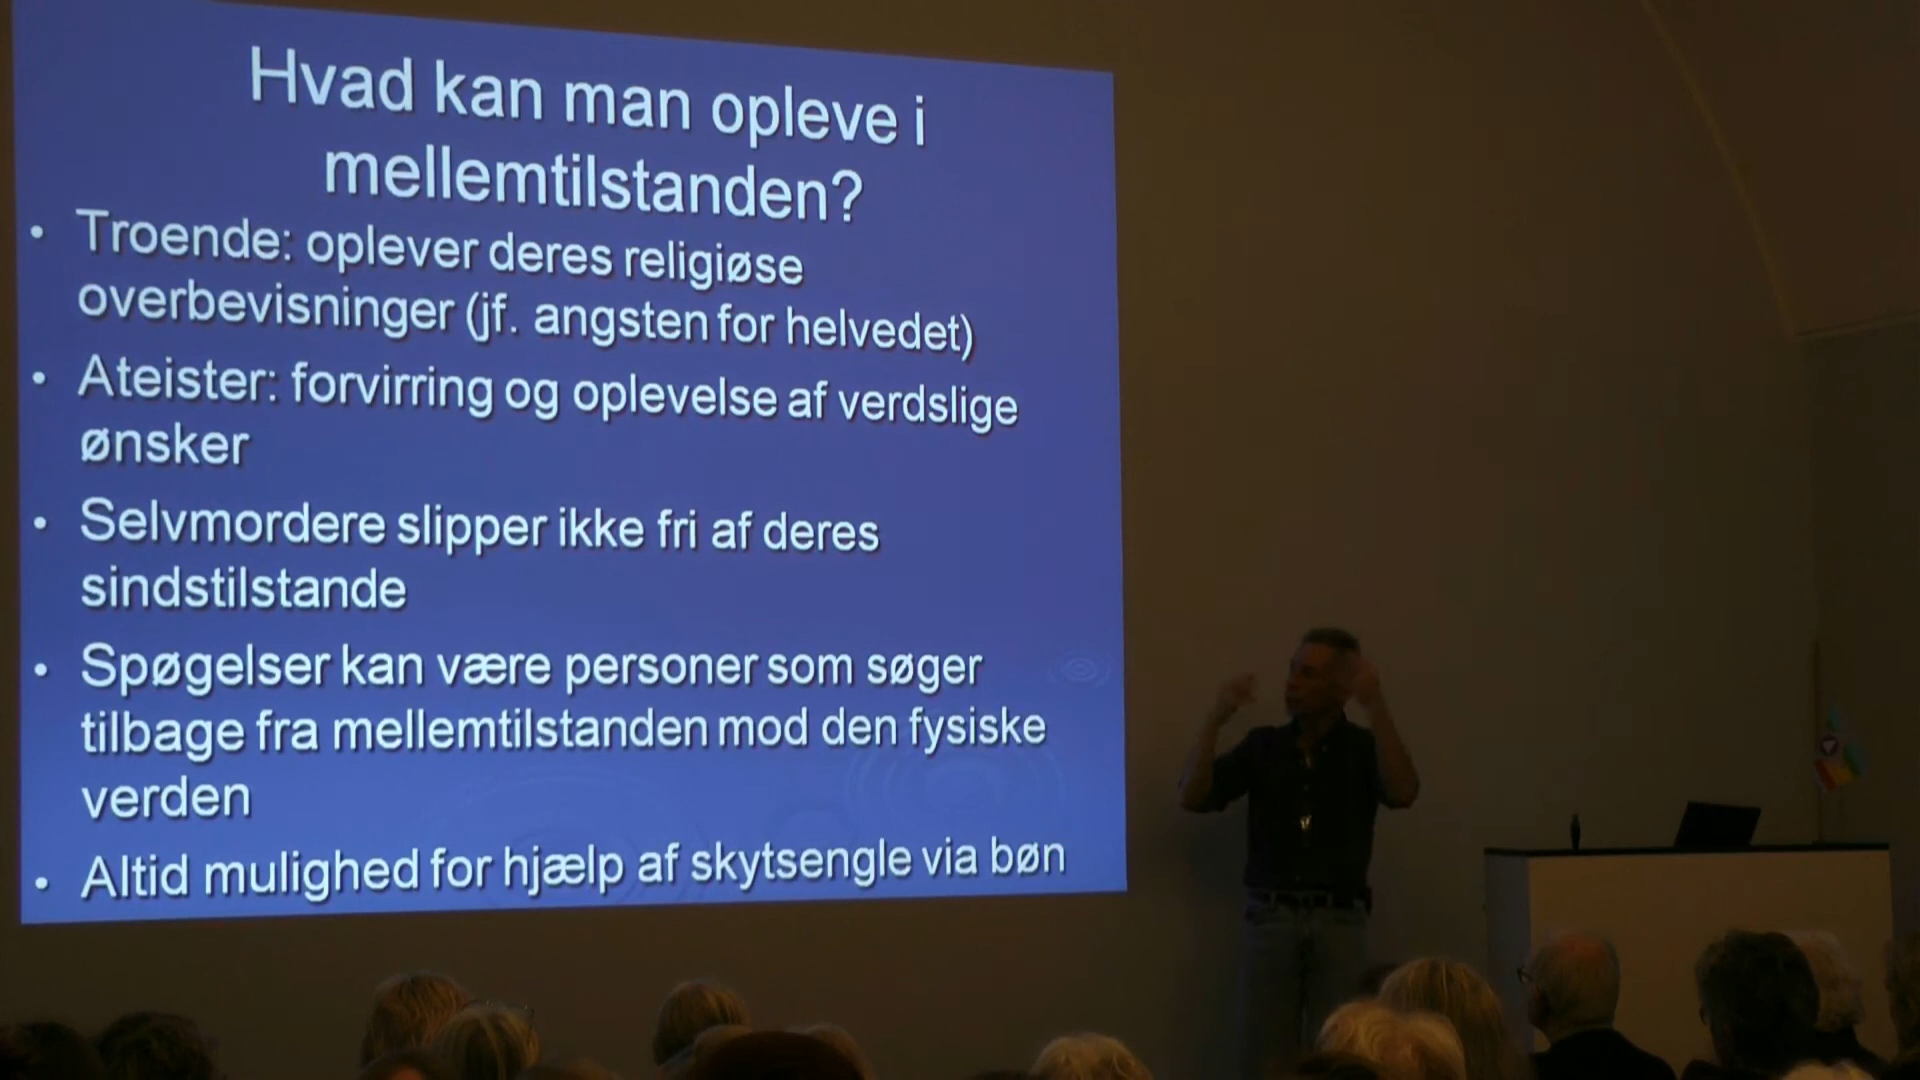 Hvad kan man opleve i
mellemtilstanden?
• Troende: oplever deres religiøse
overbevisninger (jf. angsten for helvedet)
• Ateister: forvirring og oplevelse af verdslige
ønsker
• Selvmordere slipper ikke fri af deres
sindstilstande
• Spøgelser kan være personer som søger
tilbage fra mellemtilstanden mod den fysiske
verden
• Altid mulighed for hjælp af skytsengle via bøn